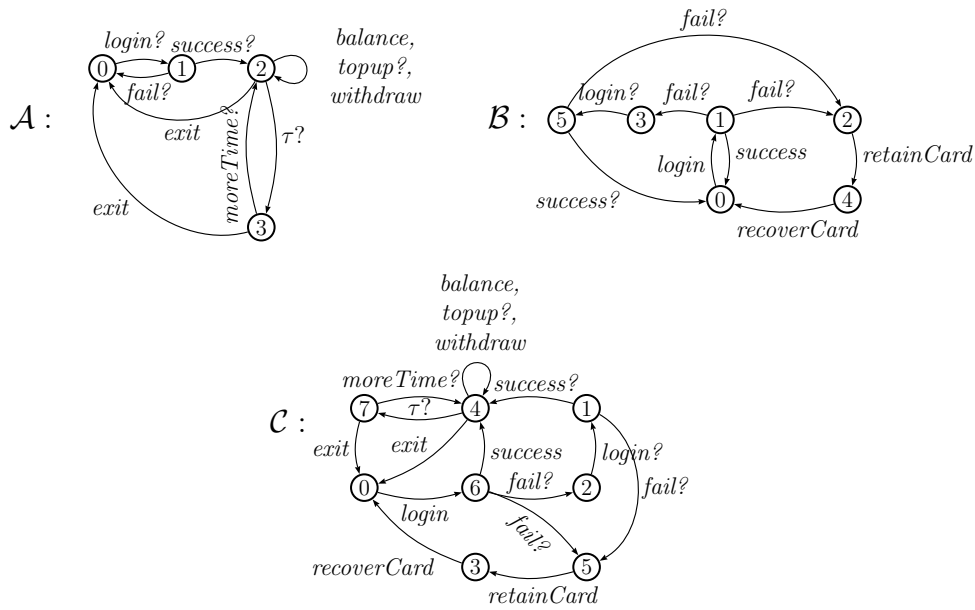 A :
login?
success?
0
1
2
fail?
balance,
topup?,
withdraw
exit
moreTime?
τ?
exit
3
B :
fail?
login?
fail?
fail?
5
3
1
2
login
success
retainCard
success?
0
4
recoverCard
C :
balance,
topup?,
withdraw
moreTime?
success?
7
τ?
4
1
exit
exit
success
login?
fail?
fail?
0
6
2
login
fail?
recoverCard
3
5
retainCard